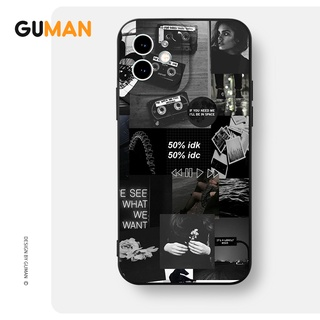 GUMAN
IF YOU NEED ME
I'LL BE IN SPACE
50% idk
50% idc
E SEE
WHAT
WE
WANT
DESIGN BY GUMAN ©